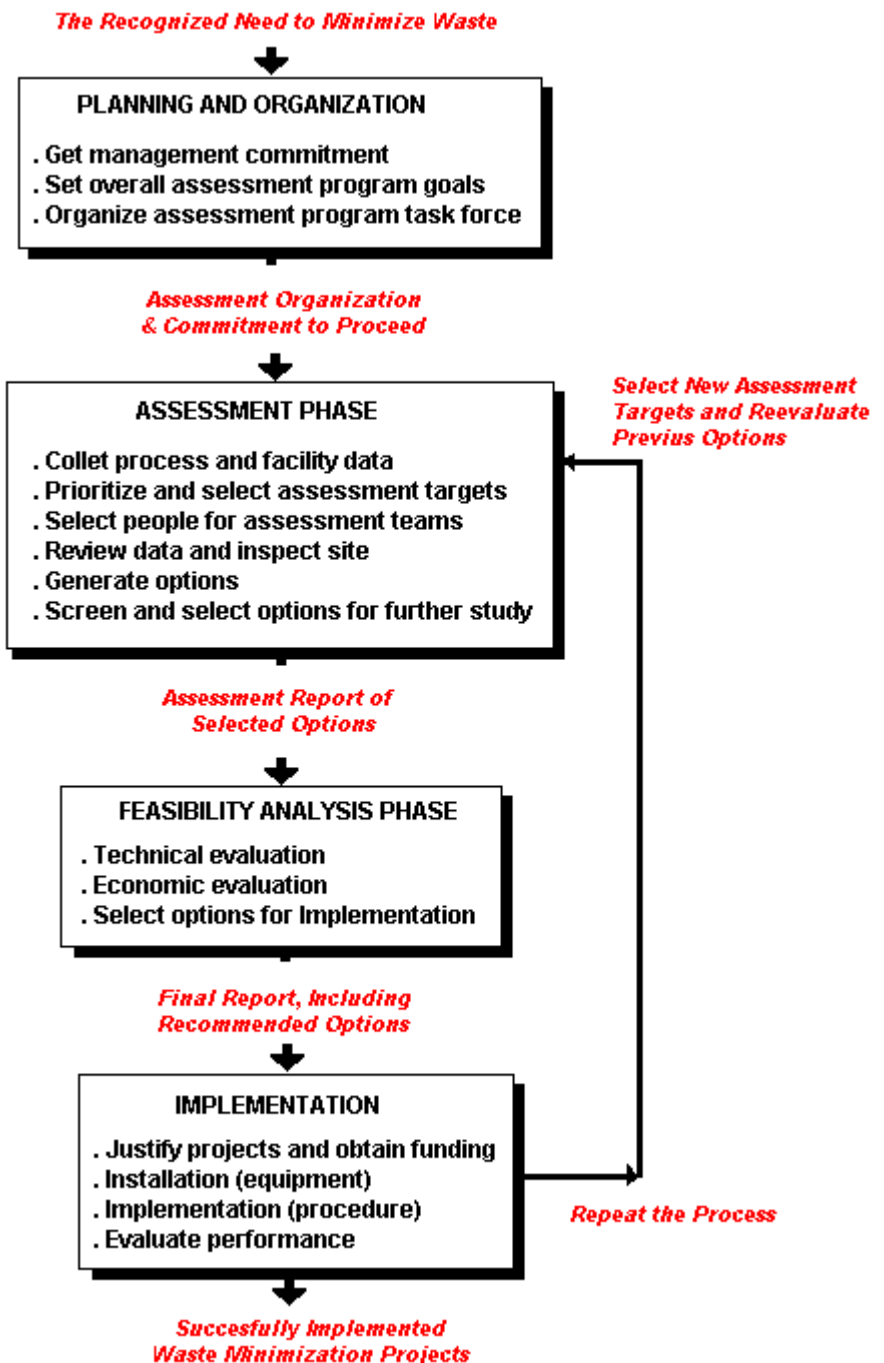 The Recognized Need to Minimize Waste
PLANNING AND ORGANIZATION
. Get management commitment
. Set overall assessment program goals
. Organize assessment program task force
Assessment Organization
& Commitment to Proceed
ASSESSMENT PHASE
. Collet process and facility data
. Prioritize and select assessment targets
. Select people for assessment teams
. Review data and inspect site
. Generate options
. Screen and select options for further study
Select New Assessment
Targets and Reevaluate
Previus Options
Assessment Report of
Selected Options
FEASIBILITY ANALYSIS PHASE
. Technical evaluation
. Economic evaluation
. Select options for Implementation
Final Report, Including
Recommended Options
IMPLEMENTATION
. Justify projects and obtain funding
. Installation (equipment)
. Implementation (procedure)
. Evaluate performance
Repeat the Process
Succesfully Implemented
Waste Minimization Projects